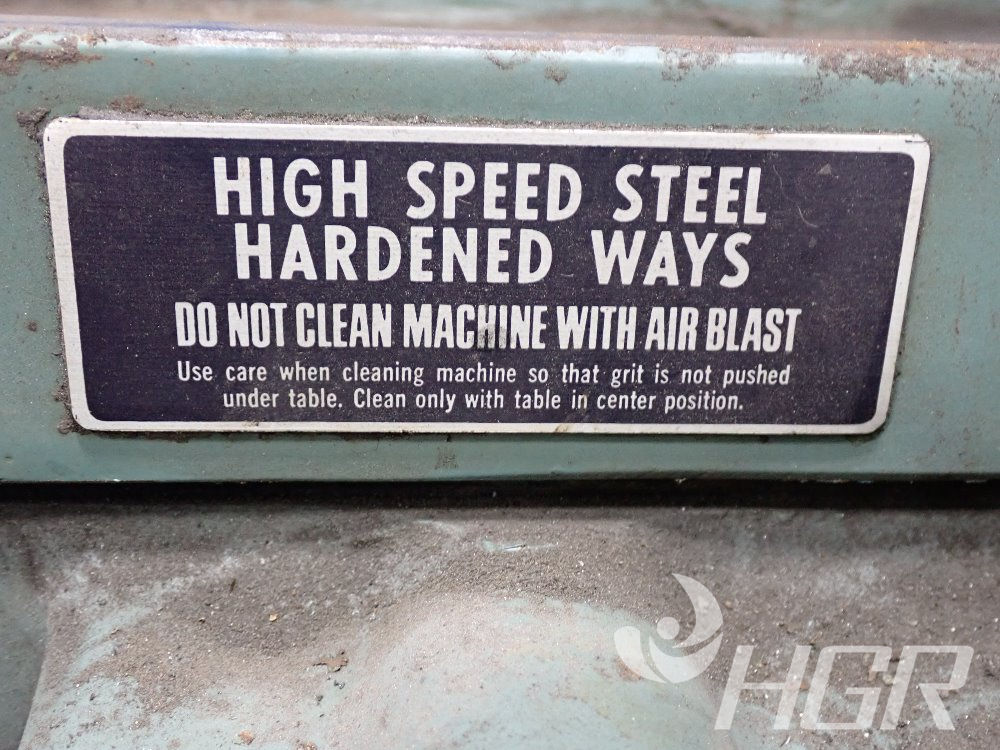 HIGH SPEED STEEL
HARDENED WAYS
DO NOT CLEAN MACHINE WITH AIR BLAST
Use care when cleaning machine so that grit is not pushed
under table. Clean only with table in center position.
HGR